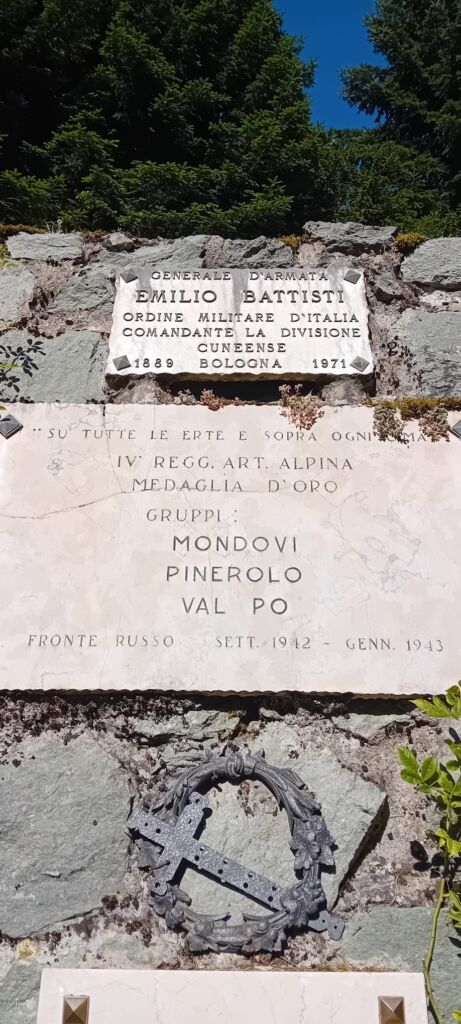 GENERALE D'ARMATA
EMILIO BATTISTI
ORDINE MILITARE D'ITALIA
COMANDANTE LA DIVISIONE
CUNEENSE
1889 BOLOGNA 1971
"SU TUTTE LE ERTE E SOPRA OGNI
IV° REGG. ART. ALPINA
MEDAGLIA D'ORO
GRUPPI:
MONDOVI
PINEROLO
VAL PO
FRONTE RUSSO SETT. 1942 - GENN. 1943